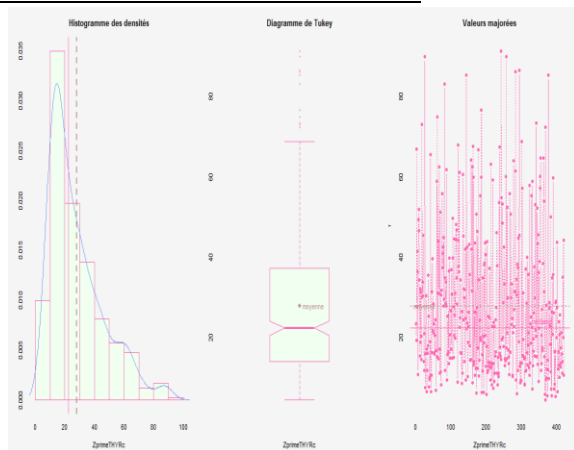 Histogramme des densités
0.035
0.030
0.025
0.020
0.015
0.010
0.005
0.000
0 20 40 60 80 100
ZprimeTHYRc
Diagramme de Tukey
80
60
40
20
moyenne
ZprimeTHYRc
Valeurs majorées
80
60
40
20
Y
moyenne
0 100 200 300 400
ZprimeTHYRc